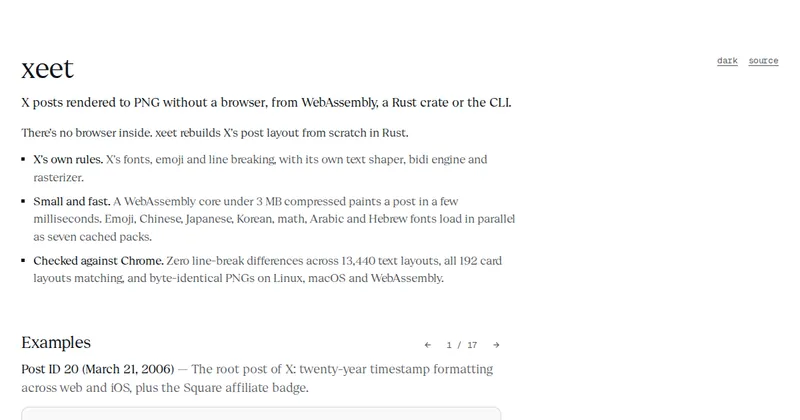 xeet
dark source
X posts rendered to PNG without a browser, from WebAssembly, a Rust crate or the CLI.
There's no browser inside. xeet rebuilds X's post layout from scratch in Rust.
▪ X's own rules. X's fonts, emoji and line breaking, with its own text shaper, bidi engine and
rasterizer.
▪ Small and fast. A WebAssembly core under 3 MB compressed paints a post in a few
milliseconds. Emoji, Chinese, Japanese, Korean, math, Arabic and Hebrew fonts load in parallel
as seven cached packs.
▪ Checked against Chrome. Zero line-break differences across 13,440 text layouts, all 192 card
layouts matching, and byte-identical PNGs on Linux, macOS and WebAssembly.
Examples
← 1 / 17 →
Post ID 20 (March 21, 2006) — The root post of X: twenty-year timestamp formatting
across web and iOS, plus the Square affiliate badge.